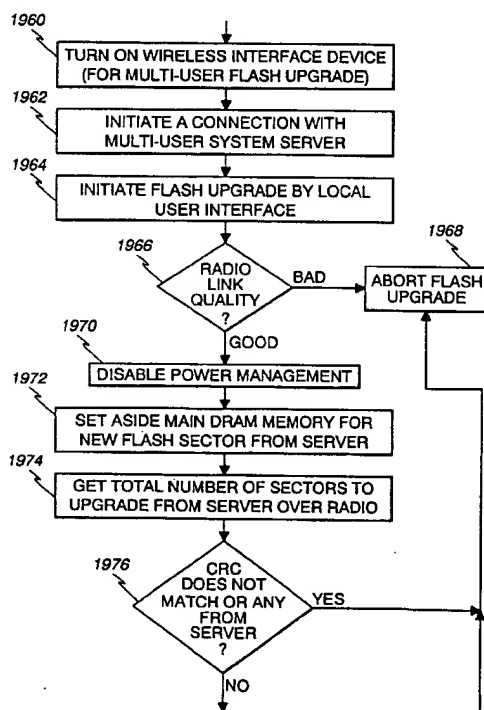 1960
TURN ON WIRELESS INTERFACE DEVICE
(FOR MULTI-USER FLASH UPGRADE)
1962
INITIATE A CONNECTION WITH
MULTI-USER SYSTEM SERVER
1964
INITIATE FLASH UPGRADE BY LOCAL
USER INTERFACE
1966
RADIO
LINK
QUALITY
?
BAD
1968
ABORT FLASH
UPGRADE
GOOD
1970
DISABLE POWER MANAGEMENT
1972
SET ASIDE MAIN DRAM MEMORY FOR
NEW FLASH SECTOR FROM SERVER
1974
GET TOTAL NUMBER OF SECTORS TO
UPGRADE FROM SERVER OVER RADIO
1976
CRC
DOES NOT
MATCH OR ANY
FROM
SERVER
?
YES
NO